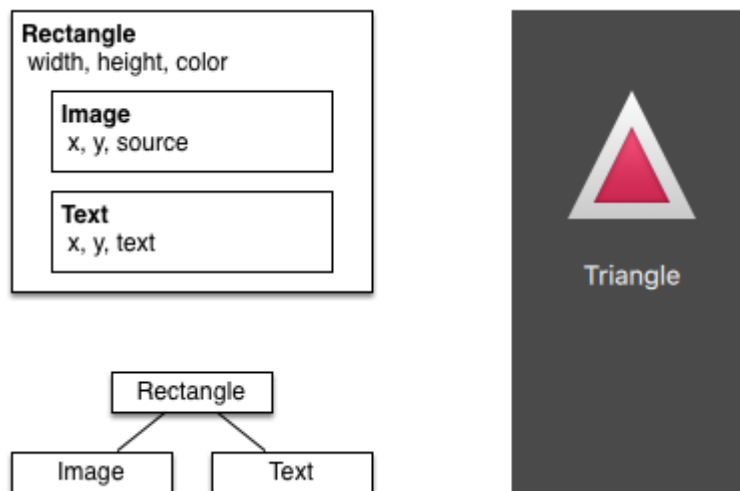 Rectangle
width, height, color
Image
x, y, source
Text
x, y, text
Rectangle
Image
Text
Triangle